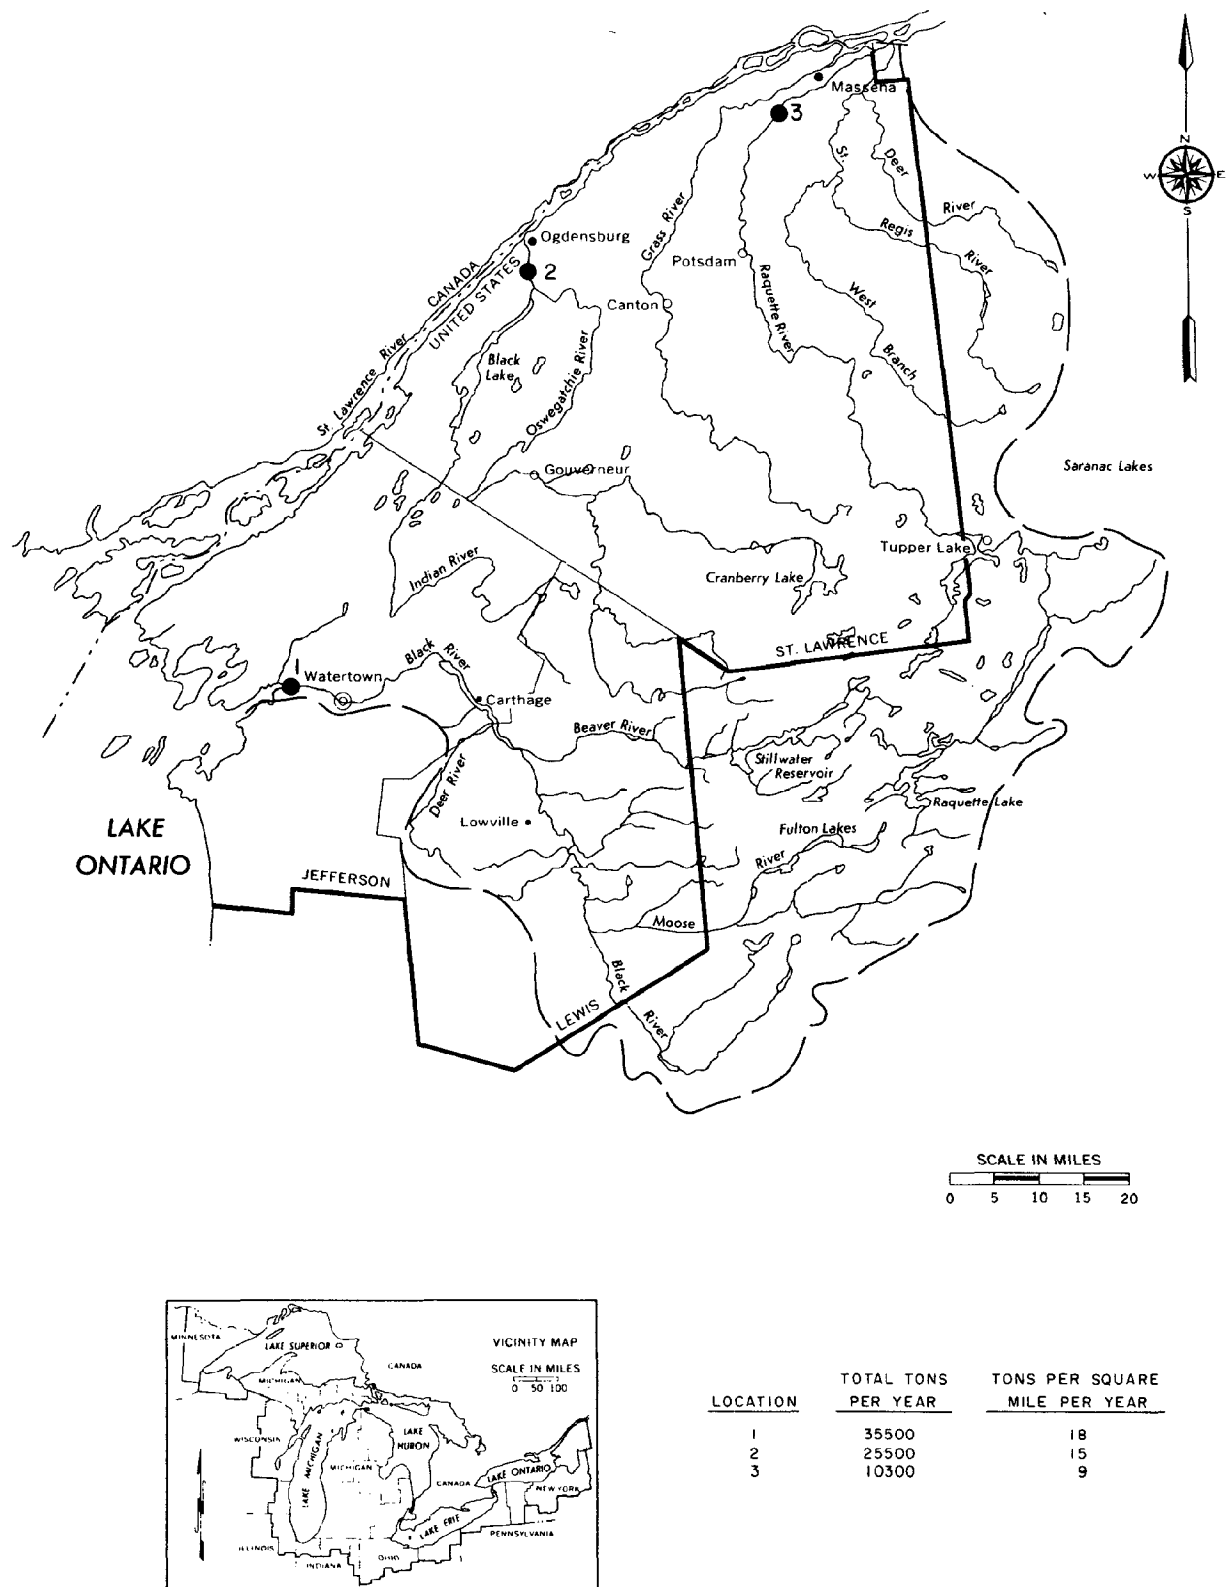 Massena
3
St.
Deer
River
Regis
River
N
W
E
S
Grass River
Ogdensburg
Potsdam
CANADA
UNITED STATES
2
Raquette River
West
Branch
Canton
St. Lawrence River
Black
Lake
Oswegatchie River
Saranac Lakes
Gouverneur
Tupper Lake
Indian River
Cranberry Lake
ST. LAWRENCE
Black
River
1
Watertown
Carthage
Beaver River
Stillwater
Reservoir
Deer River
Raquette Lake
Lowville
Fulton Lakes
LAKE
ONTARIO
River
JEFFERSON
Moose
Black
River
LEWIS
SCALE IN MILES
0 5 10 15 20
MINNESOTA
LAKE SUPERIOR
VICINITY MAP
CANADA
SCALE IN MILES
0 50 100
MICHIGAN
WISCONSIN
LAKE MICHIGAN
LAKE
HURON
MICHIGAN
CANADA
LAKE ONTARIO
NEW YORK
LAKE ERIE
PENNSYLVANIA
ILLINOIS
INDIANA
OHIO
LOCATION TOTAL TONS PER YEAR TONS PER SQUARE MILE PER YEAR
1 35500 18
2 25500 15
3 10300 9